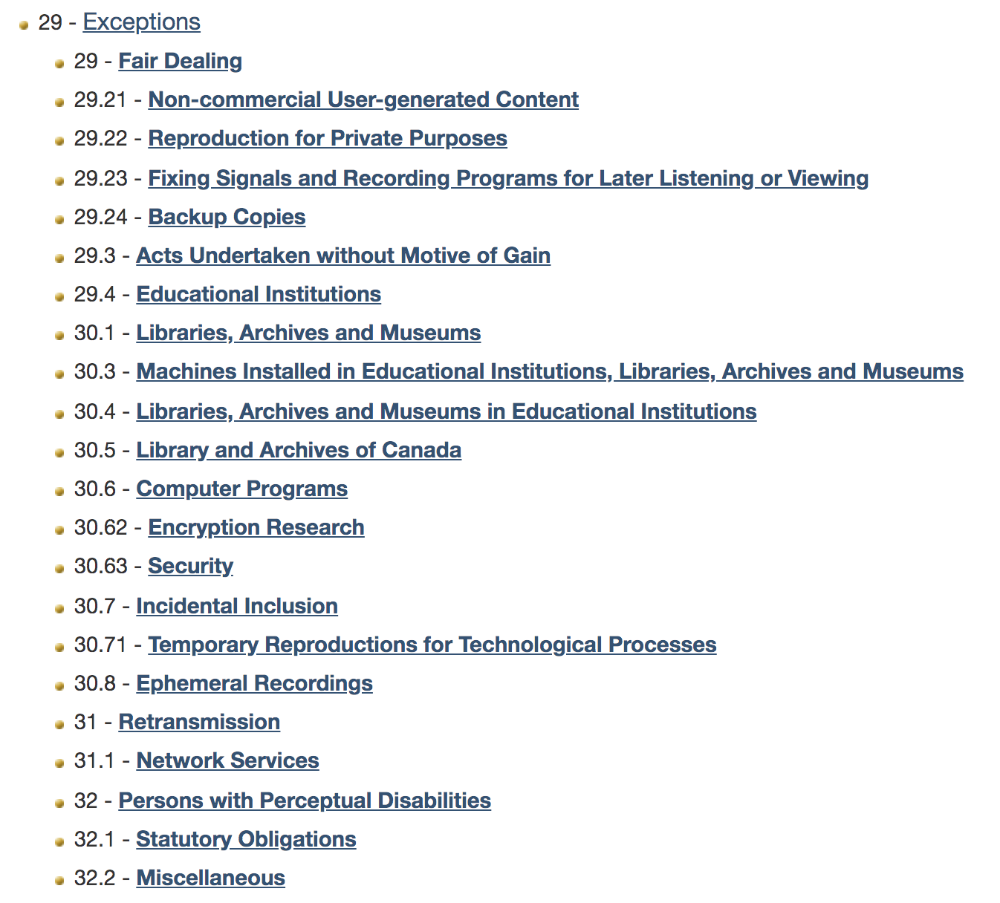 29 - Exceptions
29 - Fair Dealing
29.21 - Non-commercial User-generated Content
29.22 - Reproduction for Private Purposes
29.23 - Fixing Signals and Recording Programs for Later Listening or Viewing
29.24 - Backup Copies
29.3 - Acts Undertaken without Motive of Gain
29.4 - Educational Institutions
30.1 - Libraries, Archives and Museums
30.3 - Machines Installed in Educational Institutions, Libraries, Archives and Museums
30.4 - Libraries, Archives and Museums in Educational Institutions
30.5 - Library and Archives of Canada
30.6 - Computer Programs
30.62 - Encryption Research
30.63 - Security
30.7 - Incidental Inclusion
30.71 - Temporary Reproductions for Technological Processes
30.8 - Ephemeral Recordings
31 - Retransmission
31.1 - Network Services
32 - Persons with Perceptual Disabilities
32.1 - Statutory Obligations
32.2 - Miscellaneous